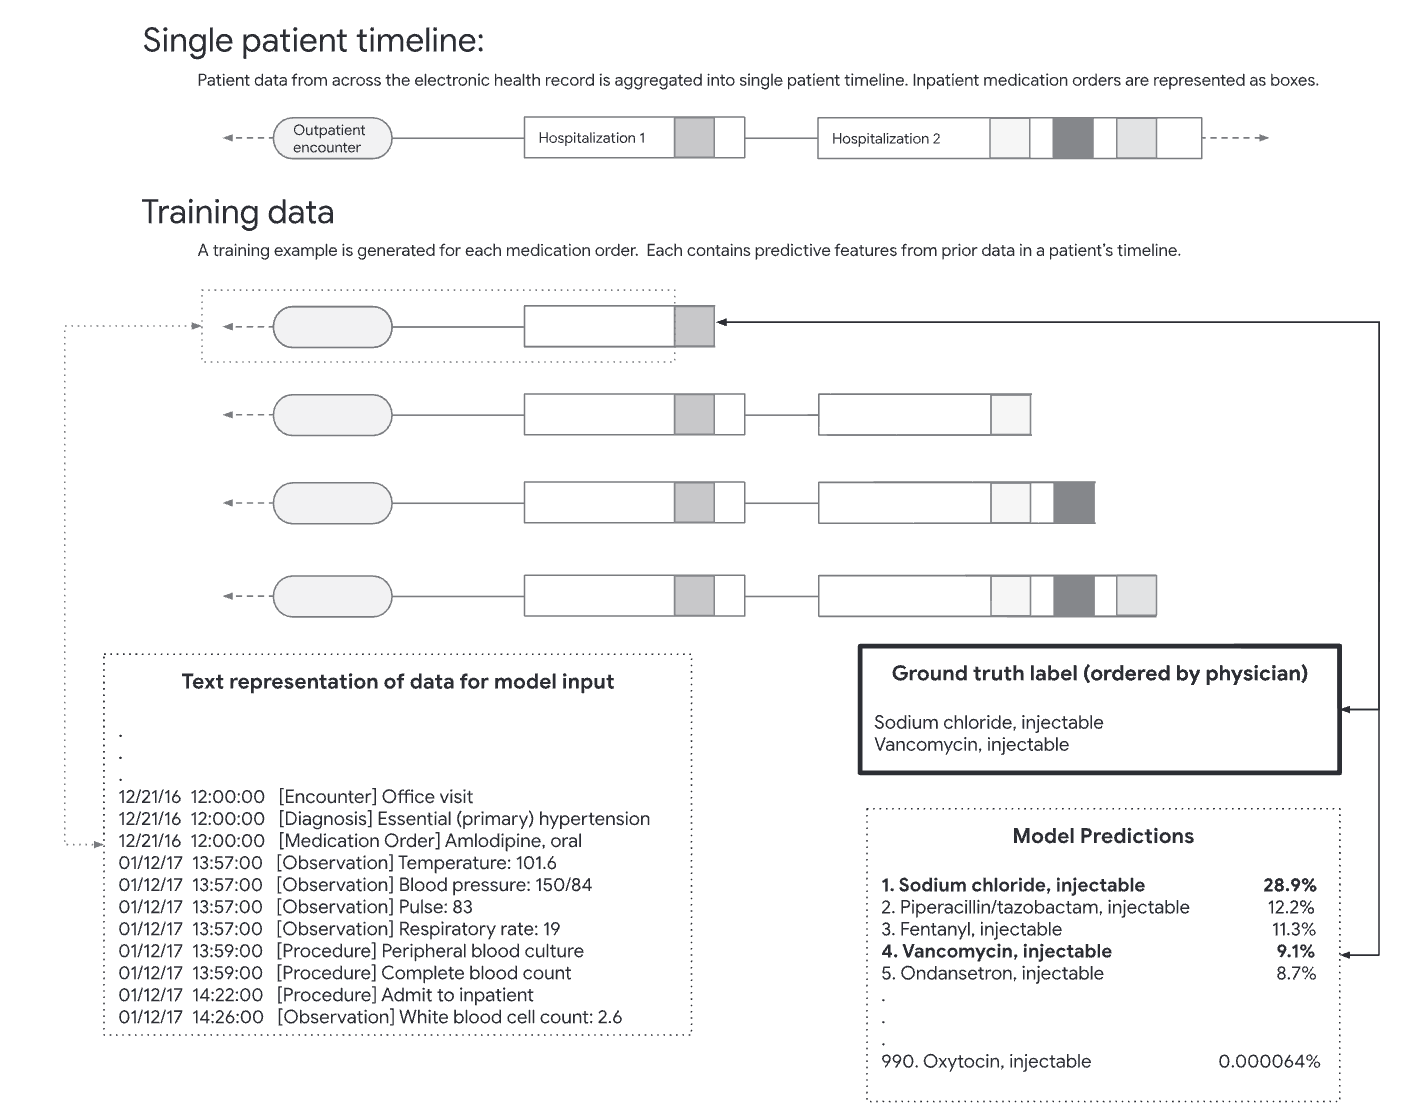 Single patient timeline:
Patient data from across the electronic health record is aggregated into single patient timeline. Inpatient medication orders are represented as boxes.
Outpatient
encounter
Hospitalization 1
Hospitalization 2
Training data
A training example is generated for each medication order. Each contains predictive features from prior data in a patient's timeline.
Text representation of data for model input
.
.
.
12/21/16 12:00:00 [Encounter] Office visit
12/21/16 12:00:00 [Diagnosis] Essential (primary) hypertension
12/21/16 12:00:00 [Medication Order] Amlodipine, oral
01/12/17 13:57:00 [Observation] Temperature: 101.6
01/12/17 13:57:00 [Observation] Blood pressure: 150/84
01/12/17 13:57:00 [Observation] Pulse: 83
01/12/17 13:57:00 [Observation] Respiratory rate: 19
01/12/17 13:59:00 [Procedure] Peripheral blood culture
01/12/17 13:59:00 [Procedure] Complete blood count
01/12/17 14:22:00 [Procedure] Admit to inpatient
01/12/17 14:26:00 [Observation] White blood cell count: 2.6
Ground truth label (ordered by physician)
Sodium chloride, injectable
Vancomycin, injectable
Model Predictions
1. Sodium chloride, injectable 28.9%
2. Piperacillin/tazobactam, injectable 12.2%
3. Fentanyl, injectable 11.3%
4. Vancomycin, injectable 9.1%
5. Ondansetron, injectable 8.7%
.
.
.
990. Oxytocin, injectable 0.000064%